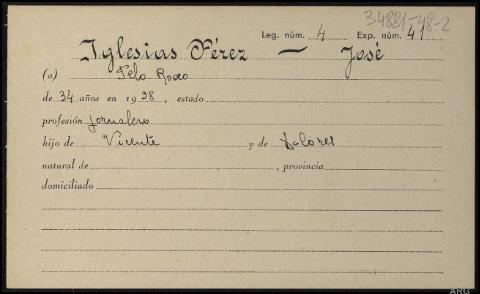 34881-48-2
Leg. núm. 4 Exp. núm. 41
Iglesias Pérez — José
(a) Pelo Roxo
de 34 años en 1938, estado
profesión jornalero
hijo de Vicente y de Dolores
natural de , provincia
domiciliado
ARG